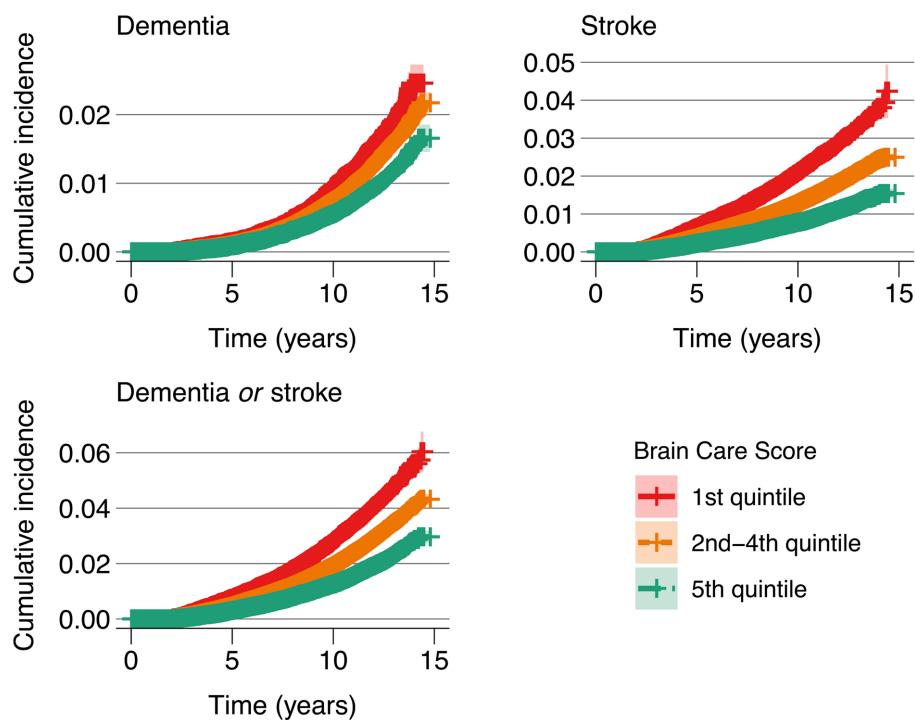 Dementia
Cumulative incidence
0.02
0.01
0.00
0 5 10 15
Time (years)
Stroke
0.05
0.04
0.03
0.02
0.01
0.00
0 5 10 15
Time (years)
Dementia or stroke
Cumulative incidence
0.06
0.04
0.02
0.00
0 5 10 15
Time (years)
Brain Care Score
1st quintile
2nd–4th quintile
5th quintile